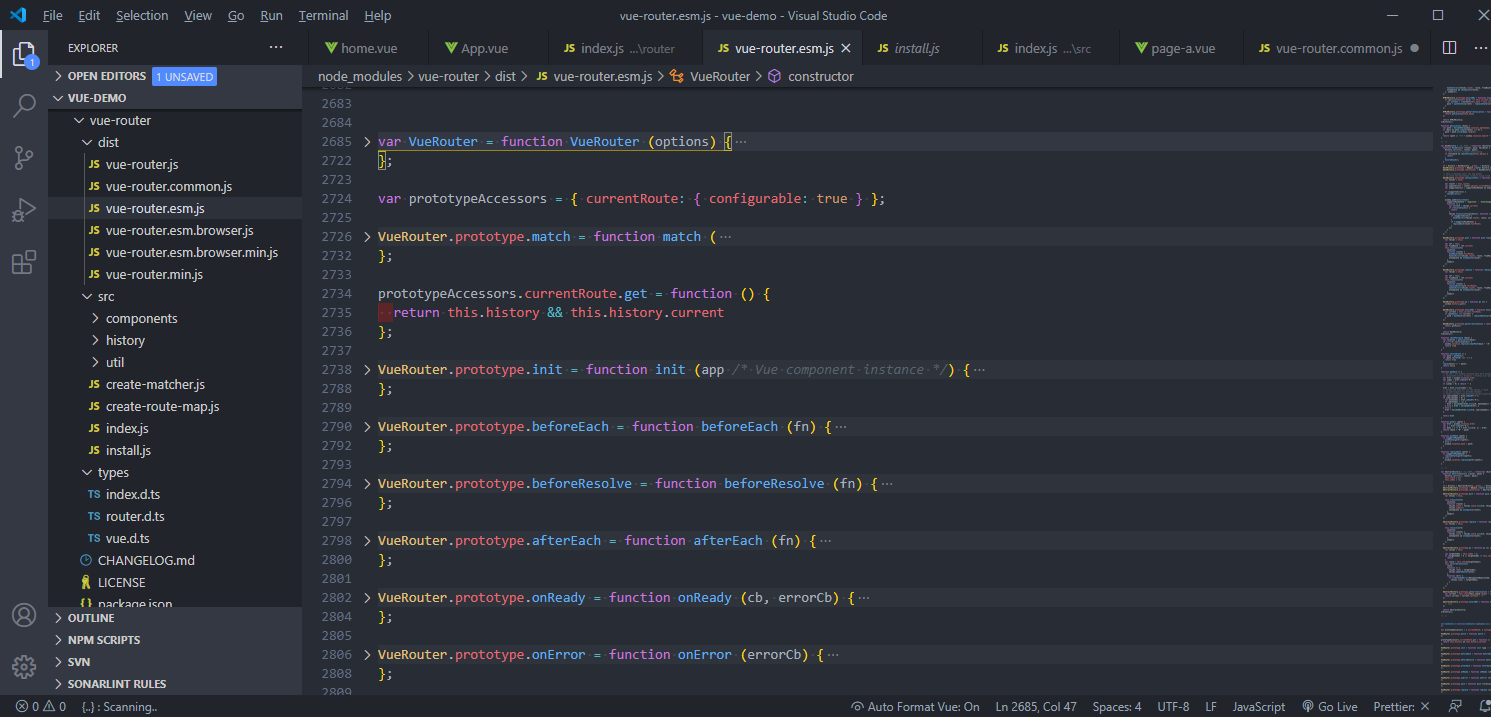 File Edit Selection View Go Run Terminal Help vue-router.esm.js - vue-demo - Visual Studio Code
EXPLORER ···
home.vue App.vue JS index.js ...\router JS vue-router.esm.js JS install.js JS index.js ...\src page-a.vue JS vue-router.common.js
node_modules > vue-router > dist > JS vue-router.esm.js > VueRouter > constructor
1
OPEN EDITORS 1 UNSAVED
VUE-DEMO
vue-router
dist
JS vue-router.js
JS vue-router.common.js
JS vue-router.esm.js
JS vue-router.esm.browser.js
JS vue-router.esm.browser.min.js
JS vue-router.min.js
src
components
history
util
JS create-matcher.js
JS create-route-map.js
JS index.js
JS install.js
types
TS index.d.ts
TS router.d.ts
TS vue.d.ts
CHANGELOG.md
LICENSE
{} package.json
OUTLINE
NPM SCRIPTS
SVN
SONARLINT RULES
2682
2683
2684
2685 var VueRouter = function VueRouter (options) {···
2722 };
2723
2724 var prototypeAccessors = { currentRoute: { configurable: true } };
2725
2726 VueRouter.prototype.match = function match (···
2732 };
2733
2734 prototypeAccessors.currentRoute.get = function () {
2735 return this.history && this.history.current
2736 };
2737
2738 VueRouter.prototype.init = function init (app /* Vue component instance */) {···
2788 };
2789
2790 VueRouter.prototype.beforeEach = function beforeEach (fn) {···
2792 };
2793
2794 VueRouter.prototype.beforeResolve = function beforeResolve (fn) {···
2796 };
2797
2798 VueRouter.prototype.afterEach = function afterEach (fn) {···
2800 };
2801
2802 VueRouter.prototype.onReady = function onReady (cb, errorCb) {···
2804 };
2805
2806 VueRouter.prototype.onError = function onError (errorCb) {···
2808 };
2809
0 0 {..} : Scanning.. Auto Format Vue: On Ln 2685, Col 47 Spaces: 4 UTF-8 LF JavaScript Go Live Prettier: ×